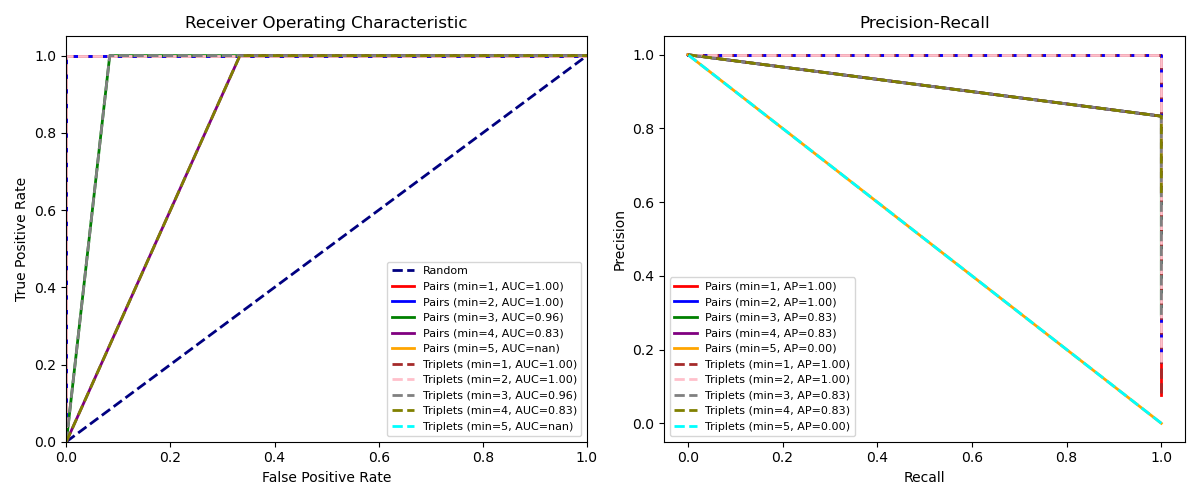 Receiver Operating Characteristic
1.0
0.8
0.6
0.4
0.2
0.0
True Positive Rate
0.0 0.2 0.4 0.6 0.8 1.0
False Positive Rate
Random
Pairs (min=1, AUC=1.00)
Pairs (min=2, AUC=1.00)
Pairs (min=3, AUC=0.96)
Pairs (min=4, AUC=0.83)
Pairs (min=5, AUC=nan)
Triplets (min=1, AUC=1.00)
Triplets (min=2, AUC=1.00)
Triplets (min=3, AUC=0.96)
Triplets (min=4, AUC=0.83)
Triplets (min=5, AUC=nan)
Precision-Recall
1.0
0.8
0.6
0.4
0.2
0.0
Precision
0.0 0.2 0.4 0.6 0.8 1.0
Recall
Pairs (min=1, AP=1.00)
Pairs (min=2, AP=1.00)
Pairs (min=3, AP=0.83)
Pairs (min=4, AP=0.83)
Pairs (min=5, AP=0.00)
Triplets (min=1, AP=1.00)
Triplets (min=2, AP=1.00)
Triplets (min=3, AP=0.83)
Triplets (min=4, AP=0.83)
Triplets (min=5, AP=0.00)